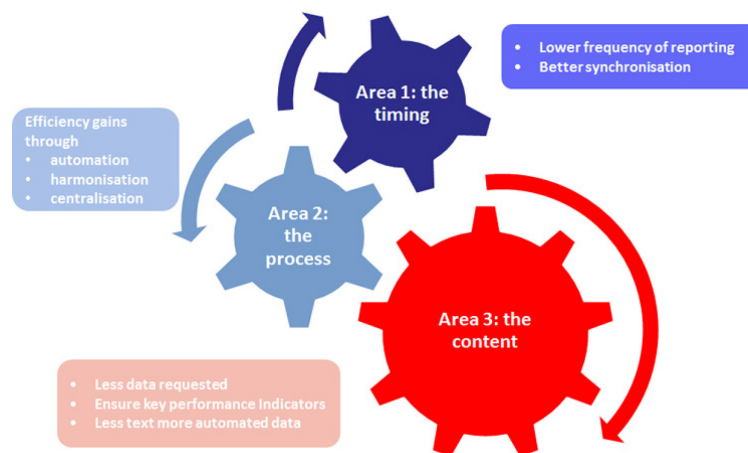 Area 1: the
timing
• Lower frequency of reporting
• Better synchronisation
Efficiency gains
through
• automation
• harmonisation
• centralisation
Area 2:
the
process
Area 3: the
content
• Less data requested
• Ensure key performance Indicators
• Less text more automated data